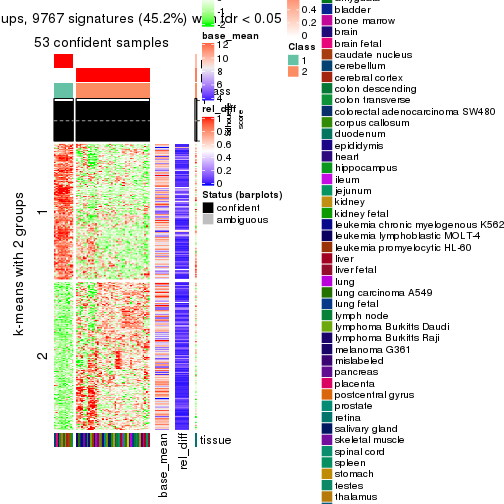 ups, 9767 signatures (45.2%) w
fdr < 0.05
53 confident samples
k-means with 2 groups
1
2
base_mean
rel_diff
tissue
-1
-2
base_mean
12
10
8
6
4
rel_diff
1
0.8
0.6
0.4
0.2
0
Status (barplots)
confident
ambiguous
score
0.4
0.2
0
Class
1
2
bladder
bone marrow
brain
brain fetal
caudate nucleus
cerebellum
cerebral cortex
colon descending
colon transverse
colorectal adenocarcinoma SW480
corpus callosum
duodenum
epididymis
heart
hippocampus
ileum
jejunum
kidney
kidney fetal
leukemia chronic myelogenous K562
leukemia lymphoblastic MOLT-4
leukemia promyelocytic HL-60
liver
liver fetal
lung
lung carcinoma A549
lung fetal
lymph node
lymphoma Burkitts Daudi
lymphoma Burkitts Raji
melanoma G361
mislabeled
pancreas
placenta
postcentral gyrus
prostate
retina
salivary gland
skeletal muscle
spinal cord
spleen
stomach
testes
thalamus